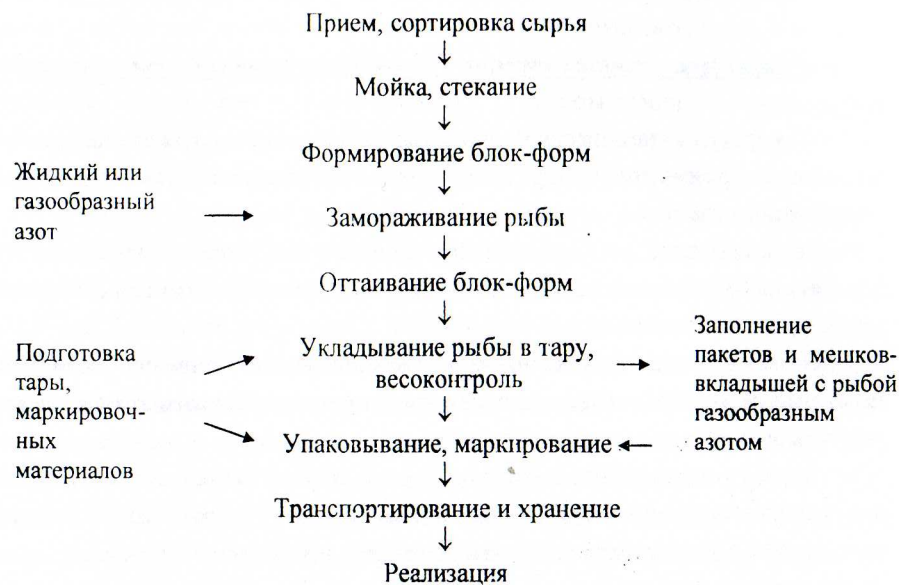 Прием, сортировка сырья
Мойка, стекание
Формирование блок-форм
Жидкий или
газообразный
азот
Замораживание рыбы
Оттаивание блок-форм
Подготовка
тары,
маркировоч-
ных
материалов
Укладывание рыбы в тару,
весоконтроль
Заполнение
пакетов и мешков-
вкладышей с рыбой
газообразным
азотом
Упаковывание, маркирование
Транспортирование и хранение
Реализация